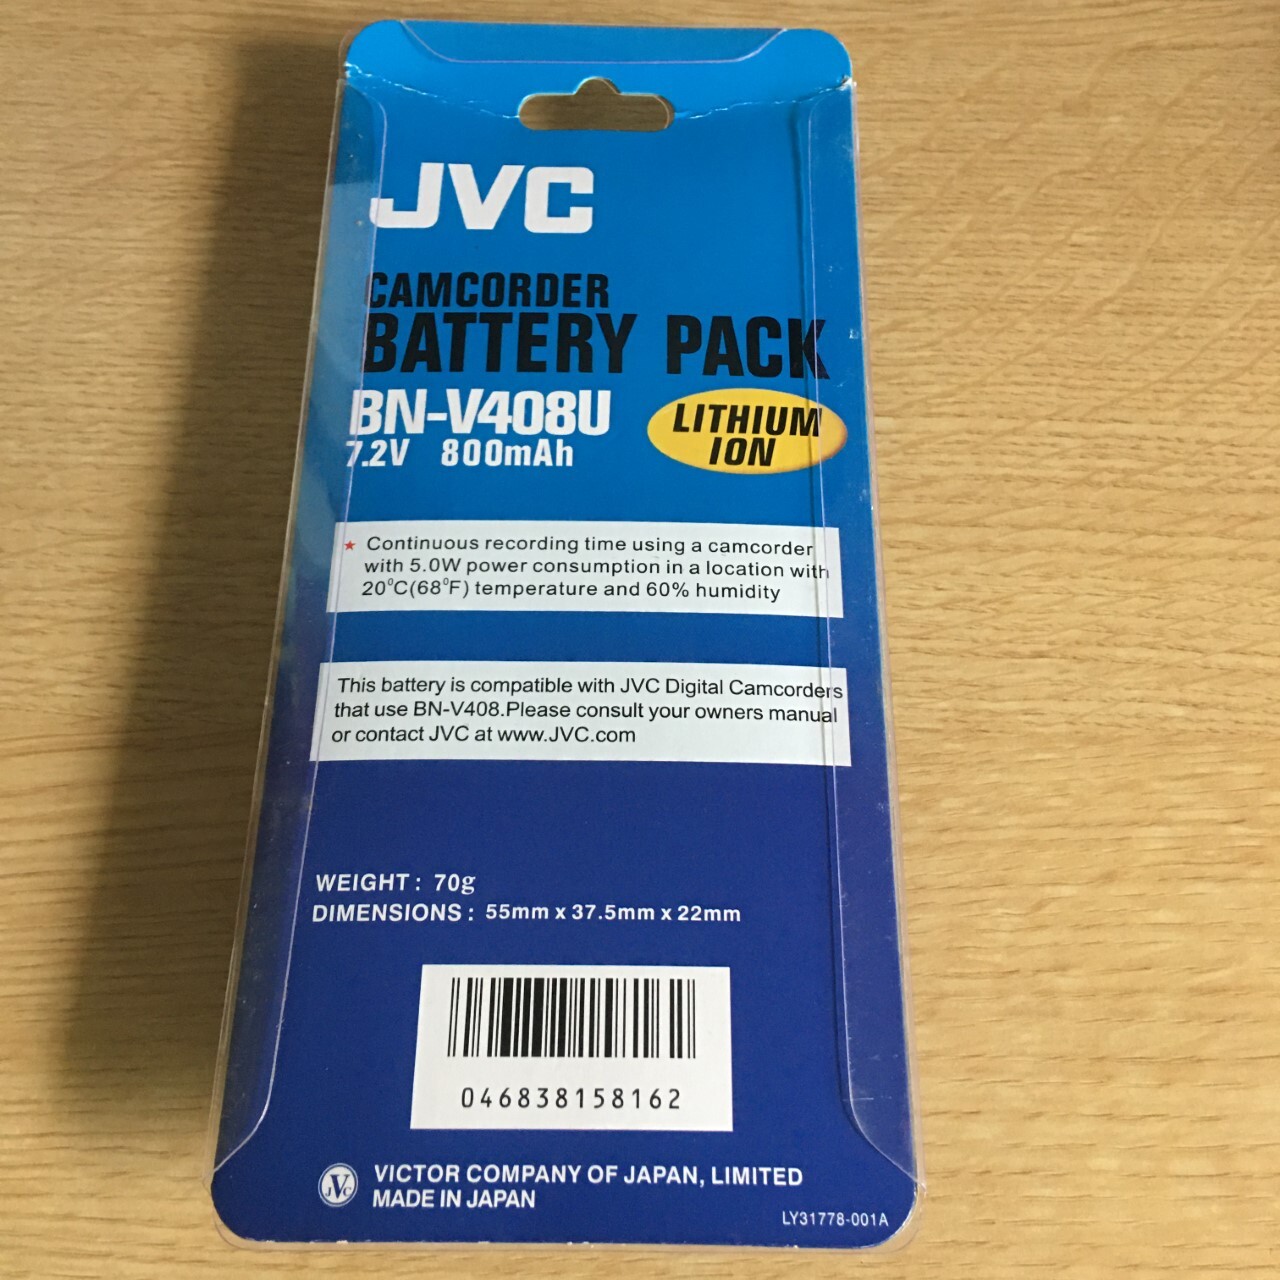 JVC
CAMCORDER
BATTERY PACK
BN-V408U
7.2V 800mAh
LITHIUM
ION
★ Continuous recording time using a camcorder
with 5.0W power consumption in a location with
20°C(68°F) temperature and 60% humidity
This battery is compatible with JVC Digital Camcorders
that use BN-V408.Please consult your owners manual
or contact JVC at www.JVC.com
WEIGHT : 70g
DIMENSIONS : 55mm x 37.5mm x 22mm
046838158162
JVC
VICTOR COMPANY OF JAPAN, LIMITED
MADE IN JAPAN
LY31778-001A